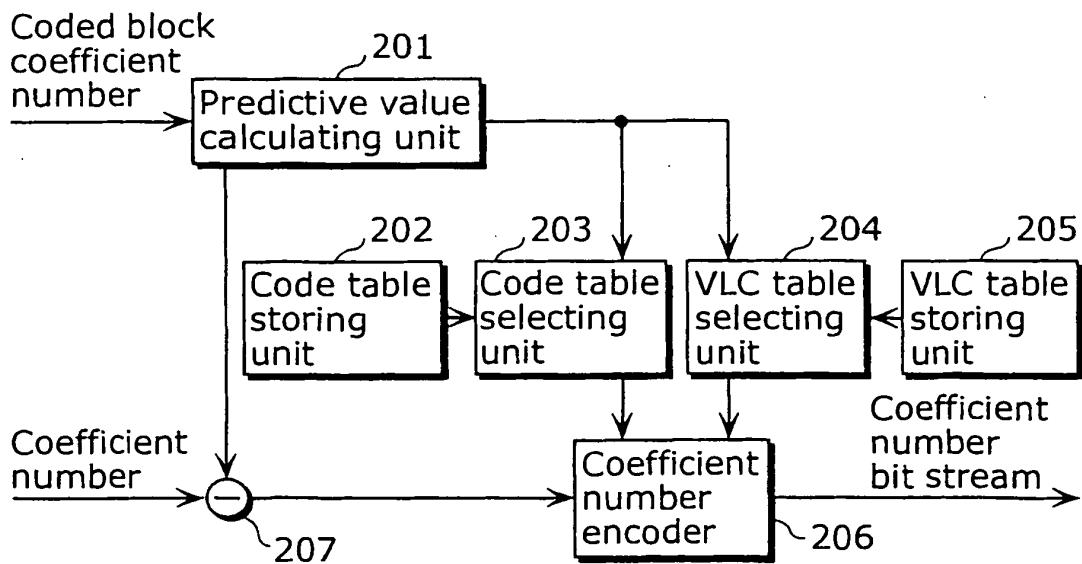 Coded block
coefficient
number
201
Predictive value
calculating unit
202
203
204
205
Code table
storing
unit
Code table
selecting
unit
VLC table
selecting
unit
VLC table
storing
unit
Coefficient
number
207
Coefficient
number
encoder
206
Coefficient
number
bit stream